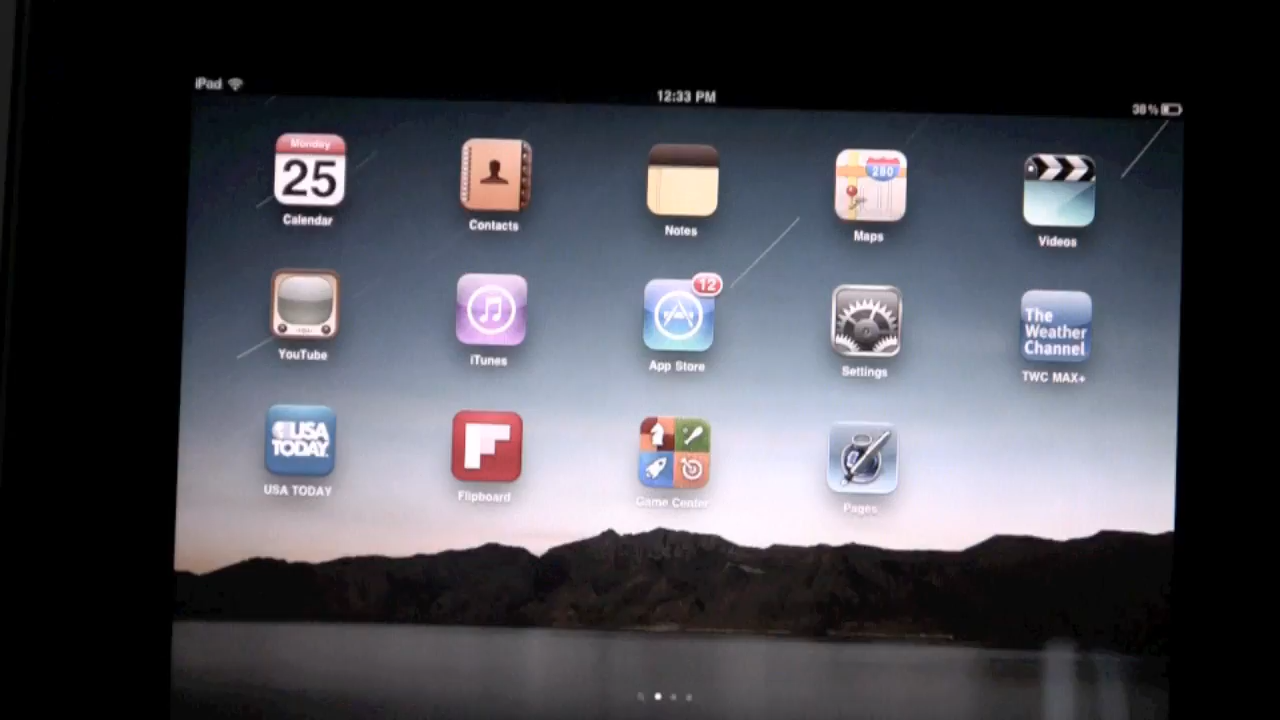 iPad
12:33 PM
38%
Monday
25
Calendar
Contacts
Notes
280
Maps
Videos
YouTube
iTunes
12
App Store
Settings
The
Weather
Channel
TWC MAX+
USA
TODAY
USA TODAY
Flipboard
Game Center
Pages